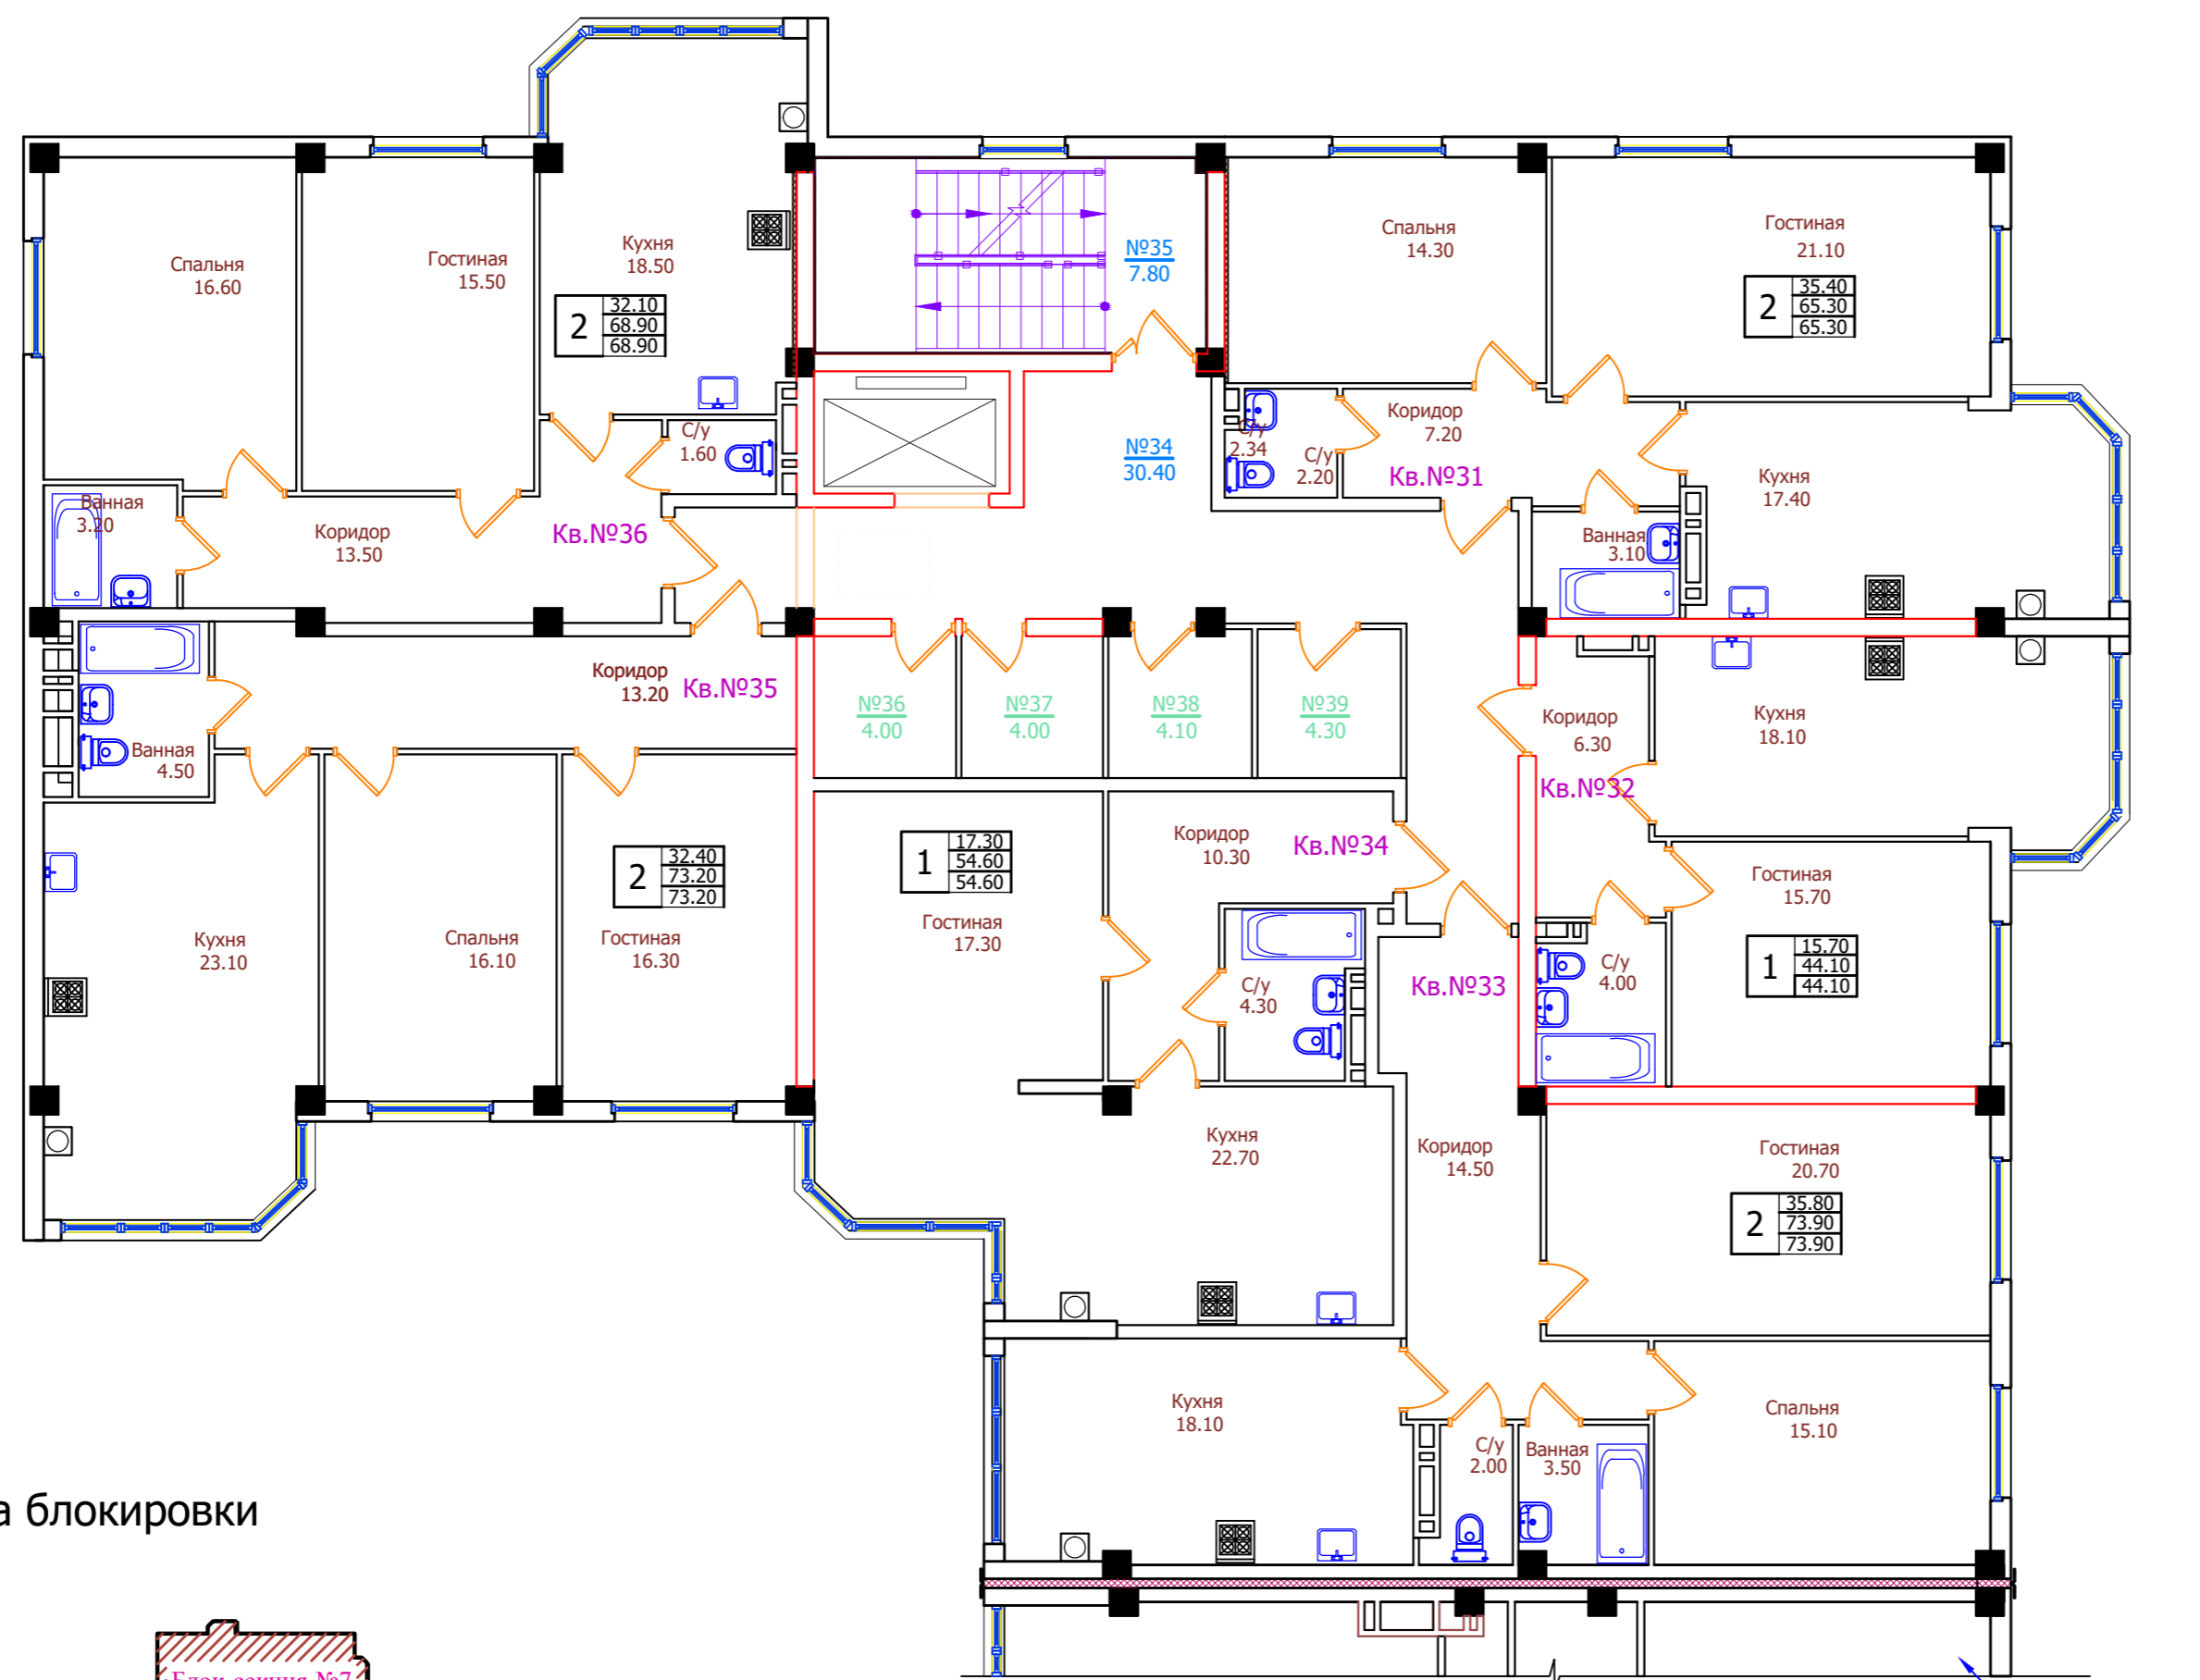 Спальня
16.60
Гостиная
15.50
Кухня
18.50
2
32.10
68.90
68.90
С/у
1.60
Ванная
3.20
Коридор
13.50
Кв.№36
№35
7.80
№34
30.40
Спальня
14.30
Гостиная
21.10
2
35.40
65.30
65.30
С/у
2.34
С/у
2.20
Коридор
7.20
Кв.№31
Ванная
3.10
Кухня
17.40
Коридор
13.20
Кв.№35
Ванная
4.50
№36
4.00
№37
4.00
№38
4.10
№39
4.30
Коридор
6.30
Кв.№32
Кухня
18.10
Кухня
23.10
Спальня
16.10
2
32.40
73.20
73.20
Гостиная
16.30
1
17.30
54.60
54.60
Гостиная
17.30
Коридор
10.30
Кв.№34
С/у
4.30
Кв.№33
Гостиная
15.70
1
15.70
44.10
44.10
С/у
4.00
Кухня
22.70
Коридор
14.50
Гостиная
20.70
2
35.80
73.90
73.90
Кухня
18.10
С/у
2.00
Ванная
3.50
Спальня
15.10
а блокировки
Блок-секция №7